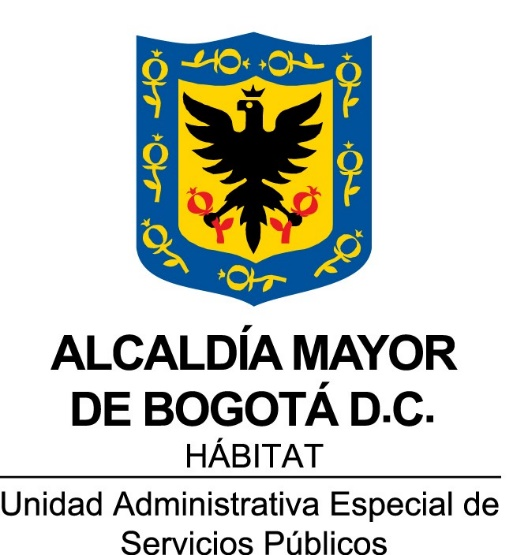 ALCALDÍA MAYOR
DE BOGOTÁ D.C.
HÁBITAT
Unidad Administrativa Especial de
Servicios Públicos